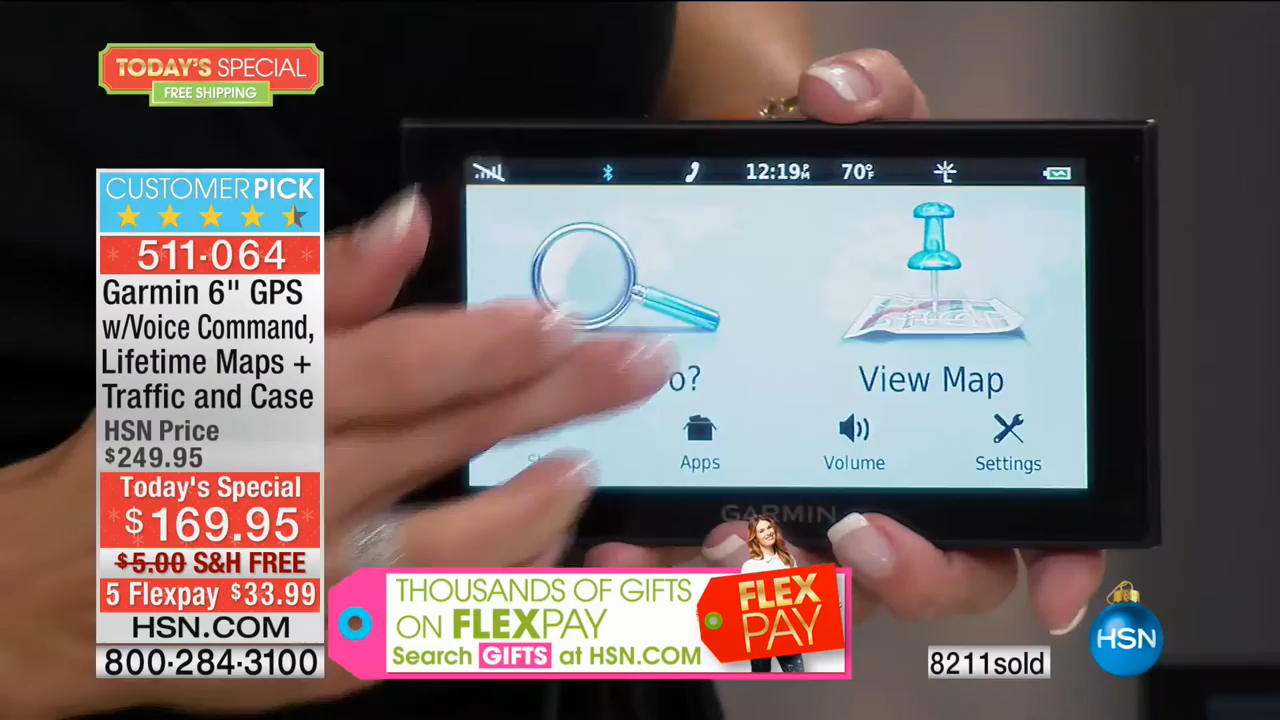 TODAY'S SPECIAL
FREE SHIPPING
CUSTOMER PICK
511·064
Garmin 6" GPS
w/Voice Command,
Lifetime Maps +
Traffic and Case
HSN Price
$249.95
Today's Special
$169.95
$5.00 S&H FREE
5 Flexpay $33.99
HSN.COM
800·284·3100
12:19PM 70°F
o?
View Map
Apps
Volume
Settings
GARMIN
THOUSANDS OF GIFTS
ON FLEXPAY
Search GIFTS at HSN.COM
FLEX
PAY
8211sold
HSN